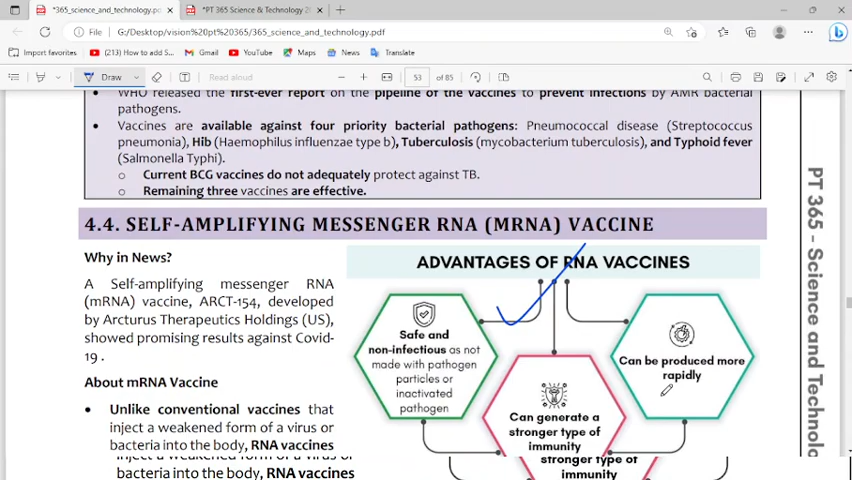 *365_science_and_technology.pd
*PT 365 Science & Technology 2
File
G:/Desktop/vision%20pt%20365/365_science_and_technology.pdf
Import favorites
(213) How to add S...
Gmail
YouTube
Maps
News
Translate
Draw
Read aloud
53
of 85
WHO released the first-ever report on the pipeline of the vaccines to prevent infections by AMR bacterial
pathogens.
• Vaccines are available against four priority bacterial pathogens: Pneumococcal disease (Streptococcus
pneumonia), Hib (Haemophilus influenzae type b), Tuberculosis (mycobacterium tuberculosis), and Typhoid fever
(Salmonella Typhi).
o Current BCG vaccines do not adequately protect against TB.
o Remaining three vaccines are effective.
4.4. SELF-AMPLIFYING MESSENGER RNA (MRNA) VACCINE
Why in News?
A Self-amplifying messenger RNA
(mRNA) vaccine, ARCT-154, developed
by Arcturus Therapeutics Holdings (US),
showed promising results against Covid-
19 .
About mRNA Vaccine
• Unlike conventional vaccines that
inject a weakened form of a virus or
bacteria into the body, RNA vaccines
inject a weakened form of a virus or
bacteria into the body, RNA vaccines
ADVANTAGES OF RNA VACCINES
Safe and
non-infectious as not
made with pathogen
particles or
inactivated
pathogen
Can generate a
stronger type of
immunity
stronger type of
immunity
Can be produced more
rapidly
PT 365 - Science and Technolo